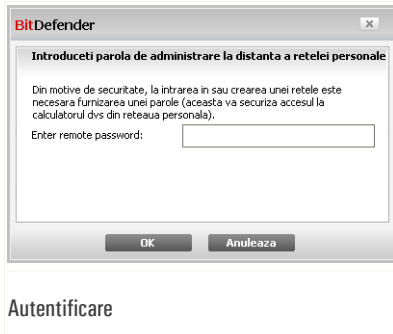 BitDefender
Introduceti parola de administrare la distanta a retelei personale
Din motive de securitate, la intrarea in sau crearea unei retele este
necesara furnizarea unei parole (aceasta va securiza accesul la
calculatorul dvs din reteaua personala).
Enter remote password:
OK Anuleaza
Autentificare